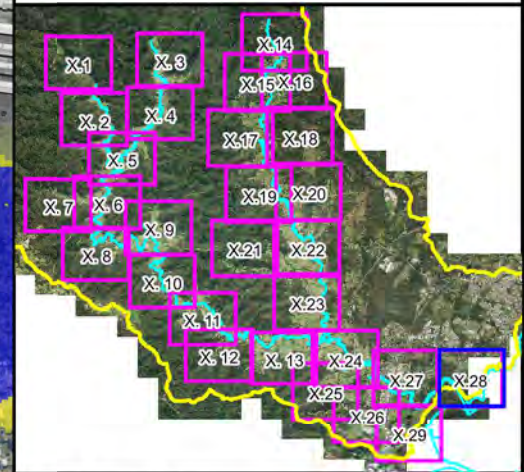 X.14
X.1
X. 3
X.15
X.16
X. 2
X. 4
X.17
X.18
X. 5
X.19
X.20
X. 7
X. 6
X. 9
X.21
X.22
X. 8
X. 10
X.23
X. 11
X. 12
X. 13
X.24
X.27
X.28
X.25
X.26
X.29